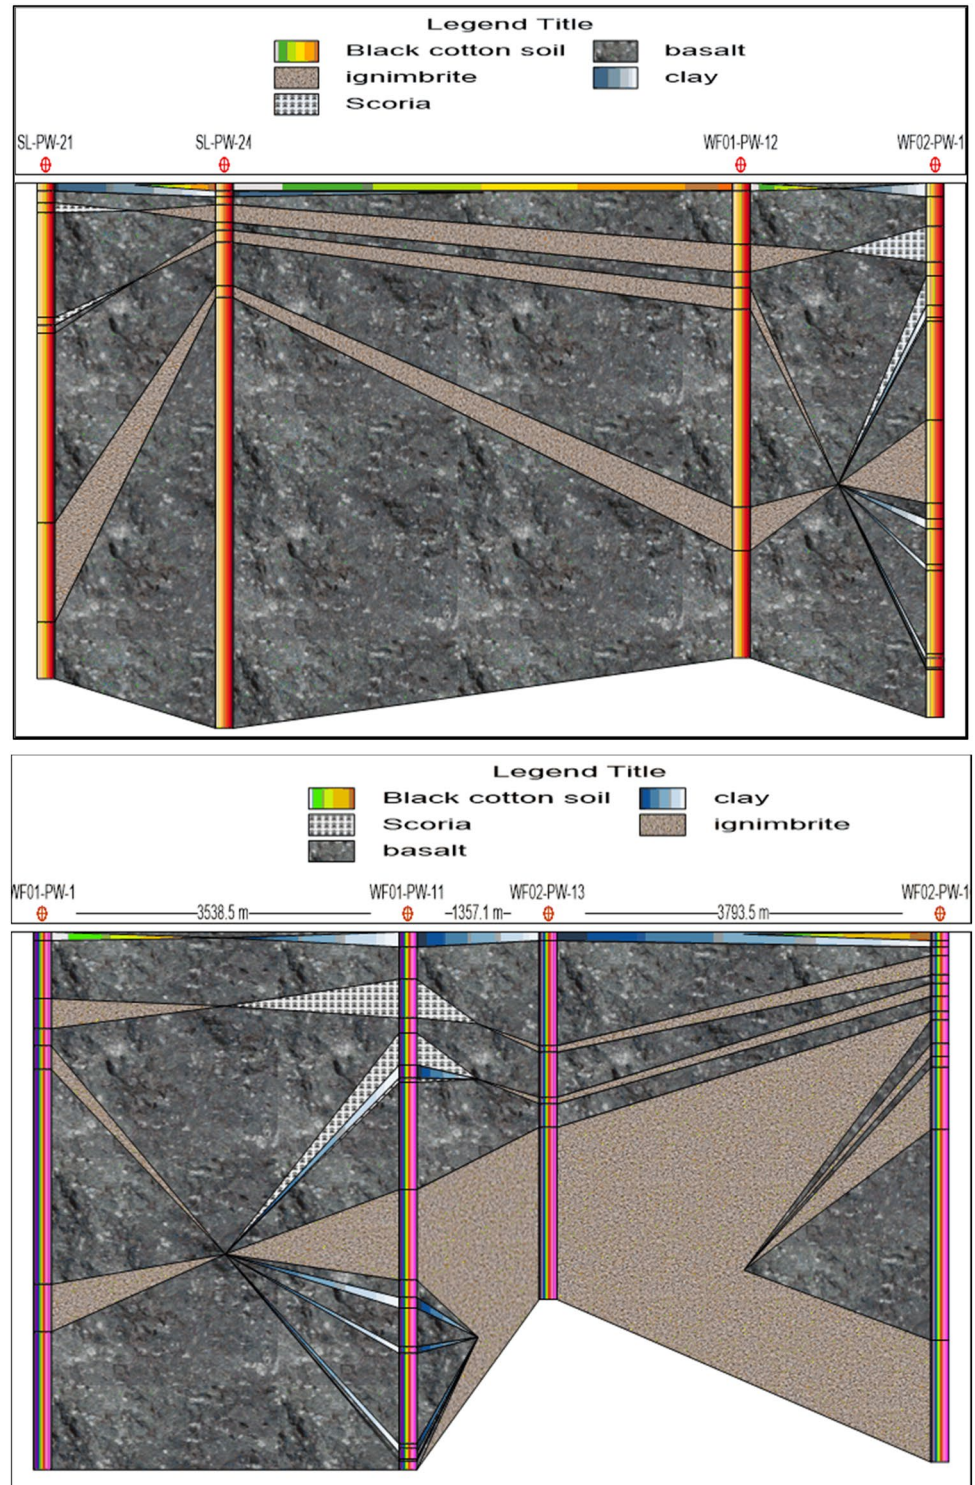 Legend Title
Black cotton soil basalt
ignimbrite clay
Scoria
SL-PW-21 SL-PW-24 WF01-PW-12 WF02-PW-1
Legend Title
Black cotton soil clay
Scoria ignimbrite
basalt
WF01-PW-1 WF01-PW-11 WF02-PW-13 WF02-PW-1
3538.5 m 1357.1 m 3793.5 m